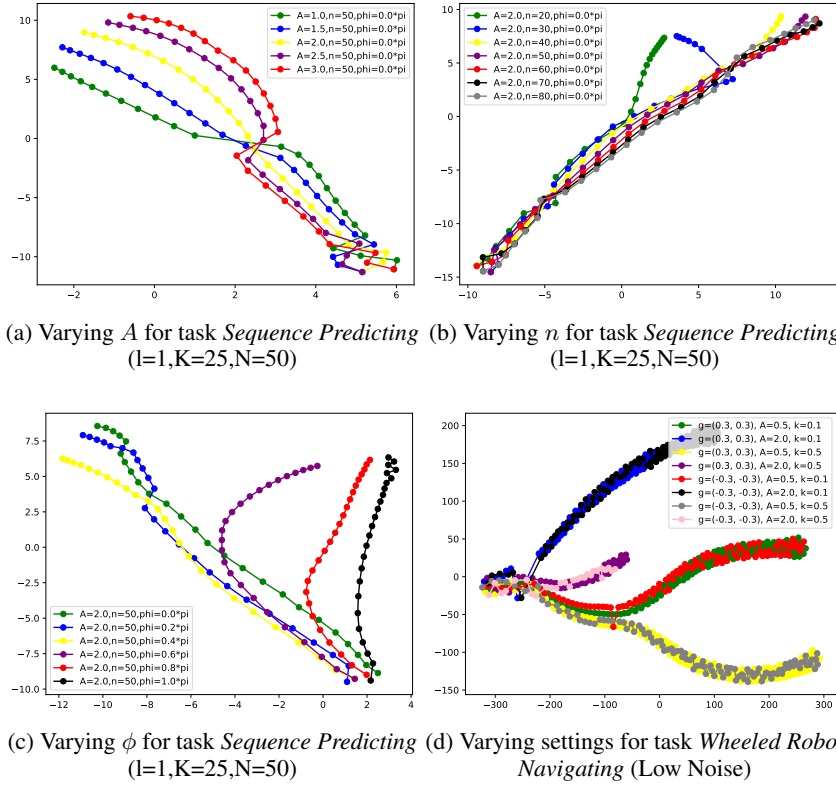 10
5
0
−5
−10
−2
0
2
4
6
A=1.0,n=50,phi=0.0*pi
A=1.5,n=50,phi=0.0*pi
A=2.0,n=50,phi=0.0*pi
A=2.5,n=50,phi=0.0*pi
A=3.0,n=50,phi=0.0*pi
(a) Varying A for task Sequence Predicting
(l=1,K=25,N=50)
10
5
0
−5
−10
−15
−10
−5
0
5
10
A=2.0,n=20,phi=0.0*pi
A=2.0,n=30,phi=0.0*pi
A=2.0,n=40,phi=0.0*pi
A=2.0,n=50,phi=0.0*pi
A=2.0,n=60,phi=0.0*pi
A=2.0,n=70,phi=0.0*pi
A=2.0,n=80,phi=0.0*pi
(b) Varying n for task Sequence Predicting
(l=1,K=25,N=50)
7.5
5.0
2.5
0.0
−2.5
−5.0
−7.5
−10.0
A=2.0,n=50,phi=0.0*pi
A=2.0,n=50,phi=0.2*pi
A=2.0,n=50,phi=0.4*pi
A=2.0,n=50,phi=0.6*pi
A=2.0,n=50,phi=0.8*pi
A=2.0,n=50,phi=1.0*pi
−12
−10
−8
−6
−4
−2
0
2
4
(c) Varying ϕ for task Sequence Predicting
(l=1,K=25,N=50)
200
150
100
50
0
−50
−100
−150
g=(0.3, 0.3), A=0.5, k=0.1
g=(0.3, 0.3), A=2.0, k=0.1
g=(0.3, 0.3), A=0.5, k=0.5
g=(0.3, 0.3), A=2.0, k=0.5
g=(-0.3, -0.3), A=0.5, k=0.1
g=(-0.3, -0.3), A=2.0, k=0.1
g=(-0.3, -0.3), A=0.5, k=0.5
g=(-0.3, -0.3), A=2.0, k=0.5
−300
−200
−100
0
100
200
300
(d) Varying settings for task Wheeled Robo
Navigating (Low Noise)